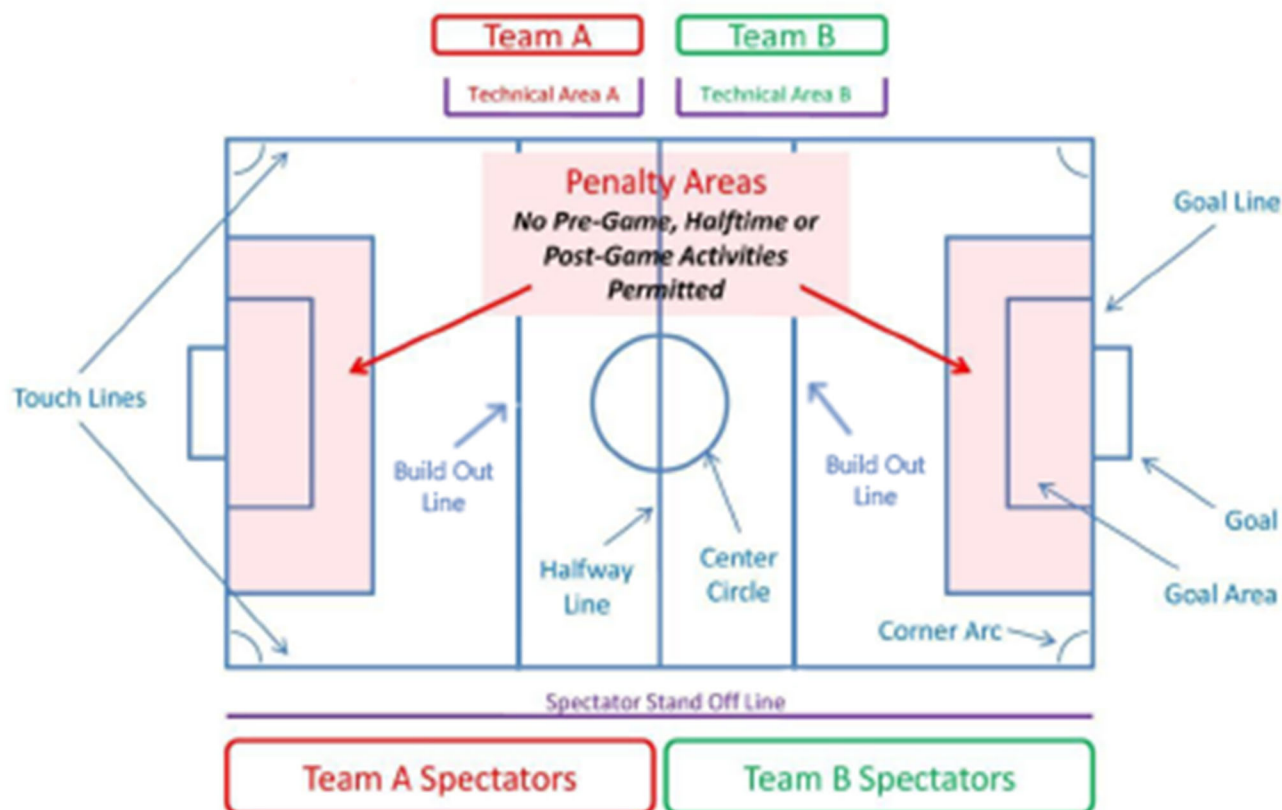 Team A
Team B
Technical Area A
Technical Area B
Penalty Areas
No Pre-Game, Halftime or
Post-Game Activities
Permitted
Goal Line
Touch Lines
Build Out
Line
Build Out
Line
Goal
Halfway
Line
Center
Circle
Goal Area
Corner Arc
Spectator Stand Off Line
Team A Spectators
Team B Spectators